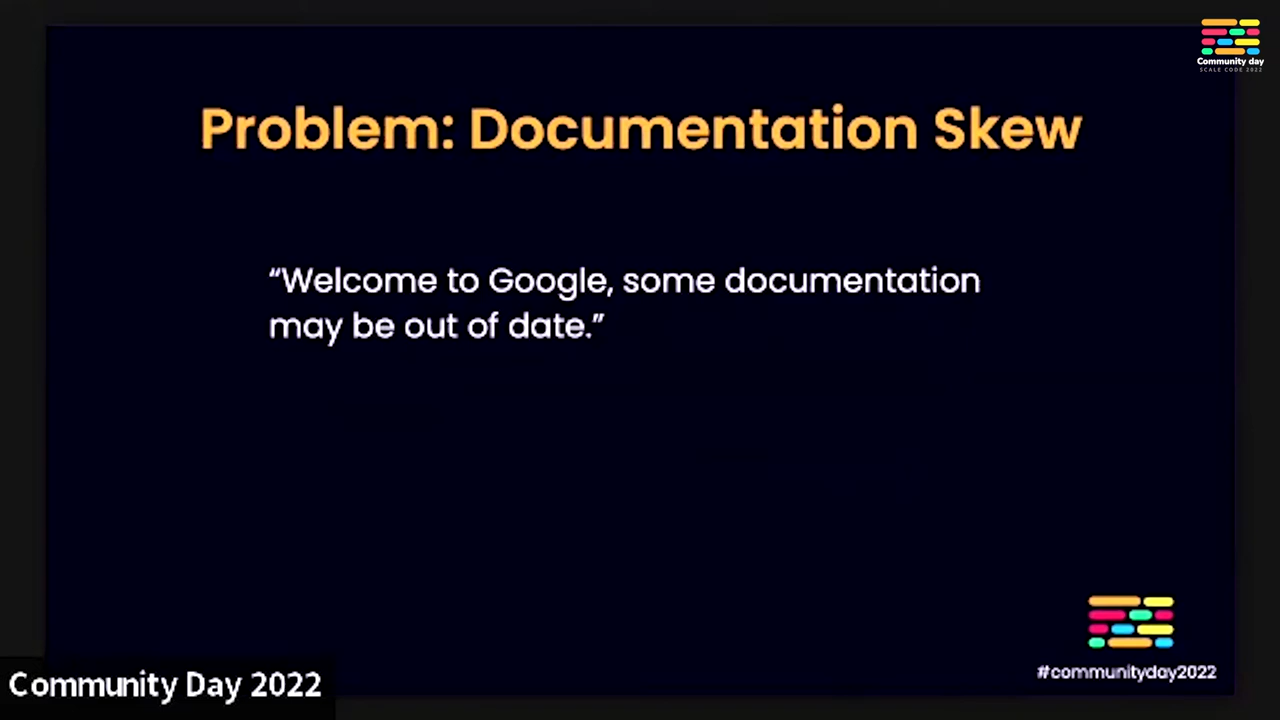 Community day
SCALE CODE 2022
Problem: Documentation Skew
“Welcome to Google, some documentation
may be out of date.”
#communityday2022
Community Day 2022